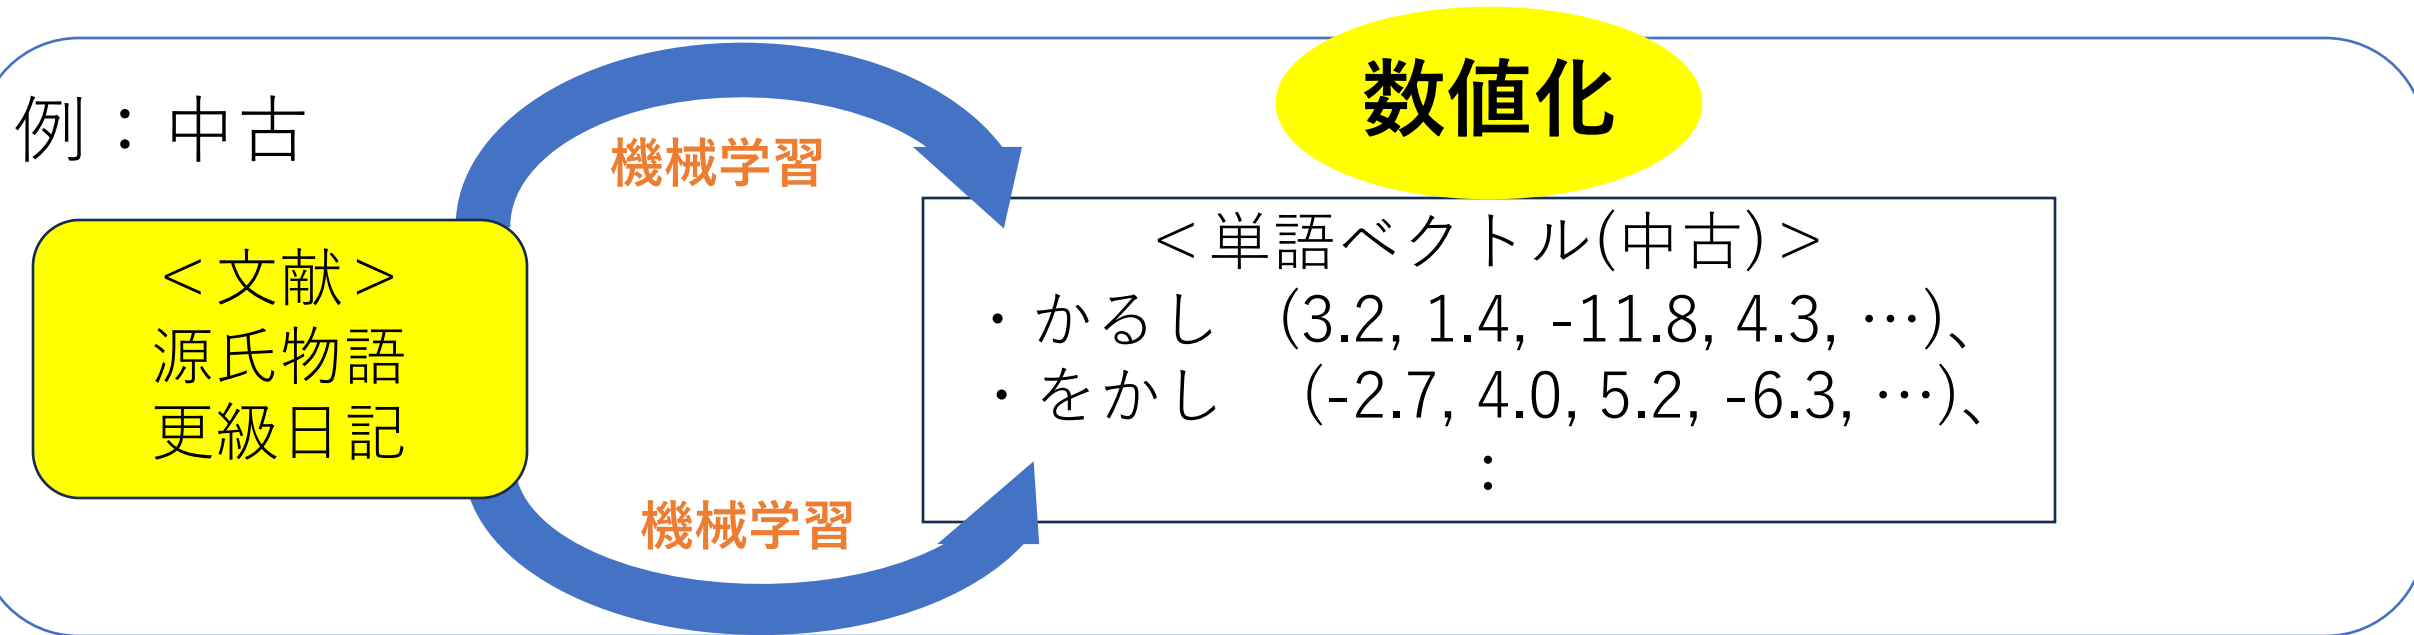 例：中古
機械学習
数値化
＜文献＞
源氏物語
更級日記
＜単語ベクトル(中古)＞
・かるし　(3.2, 1.4, -11.8, 4.3, …)、
・をかし　(-2.7, 4.0, 5.2, -6.3, …)、
：
機械学習